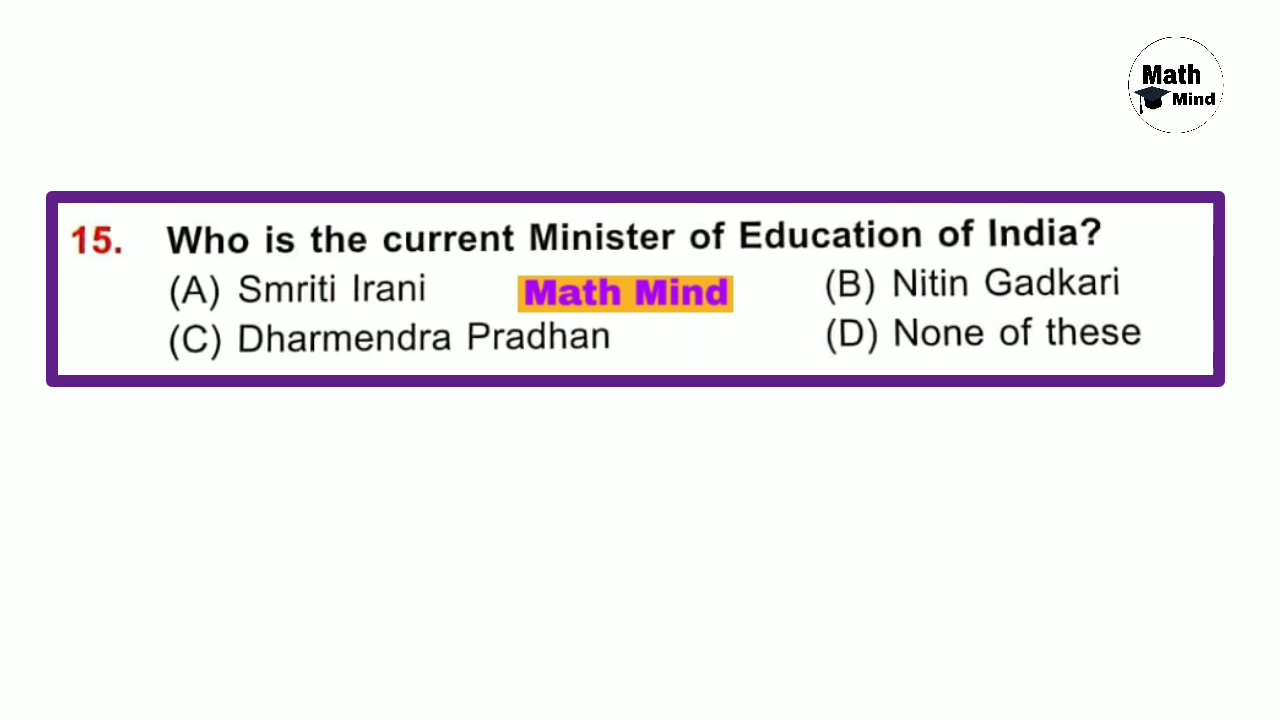 Math
Mind
15. Who is the current Minister of Education of India?
(A) Smriti Irani Math Mind (B) Nitin Gadkari
(C) Dharmendra Pradhan (D) None of these